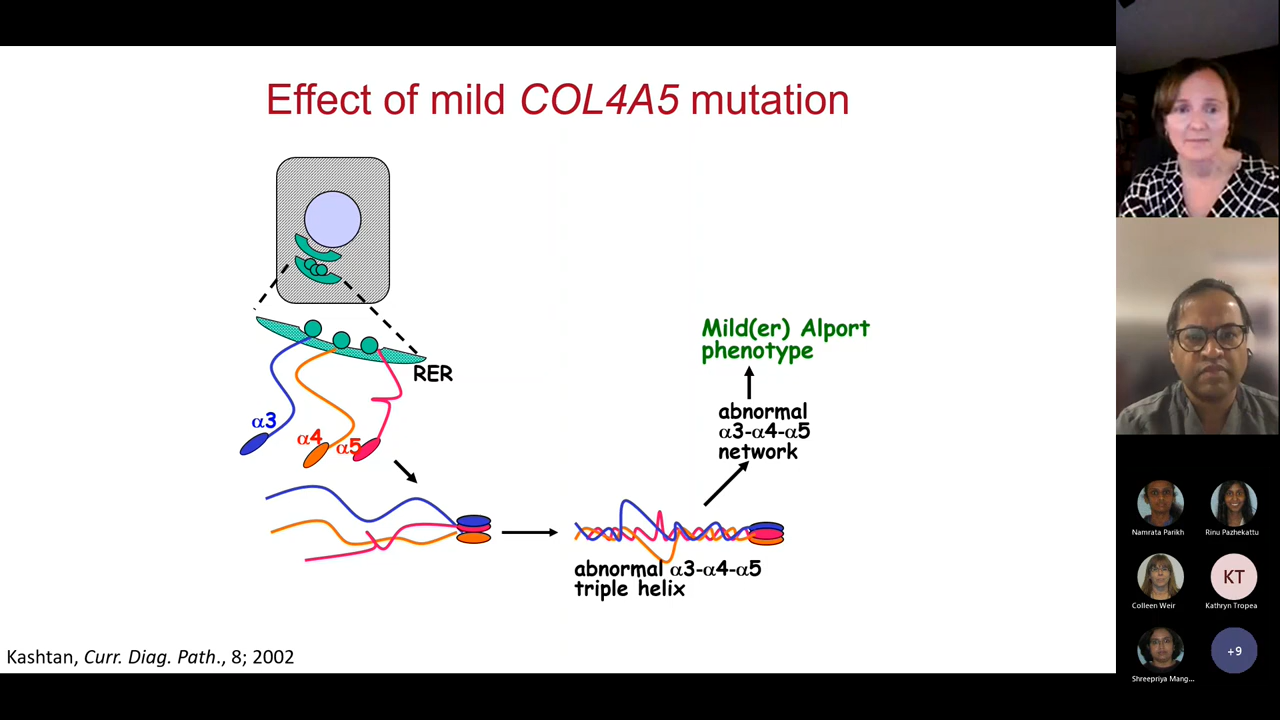 Effect of mild COL4A5 mutation
RER
α3
α4
α5
Mild(er) Alport
phenotype
abnormal
α3-α4-α5
network
abnormal α3-α4-α5
triple helix
Kashtan, Curr. Diag. Path., 8; 2002
Namrata Parikh
Rinu Pazhekattu
KT
Colleen Weir
Kathryn Tropea
+9
Shreepriya Mang...